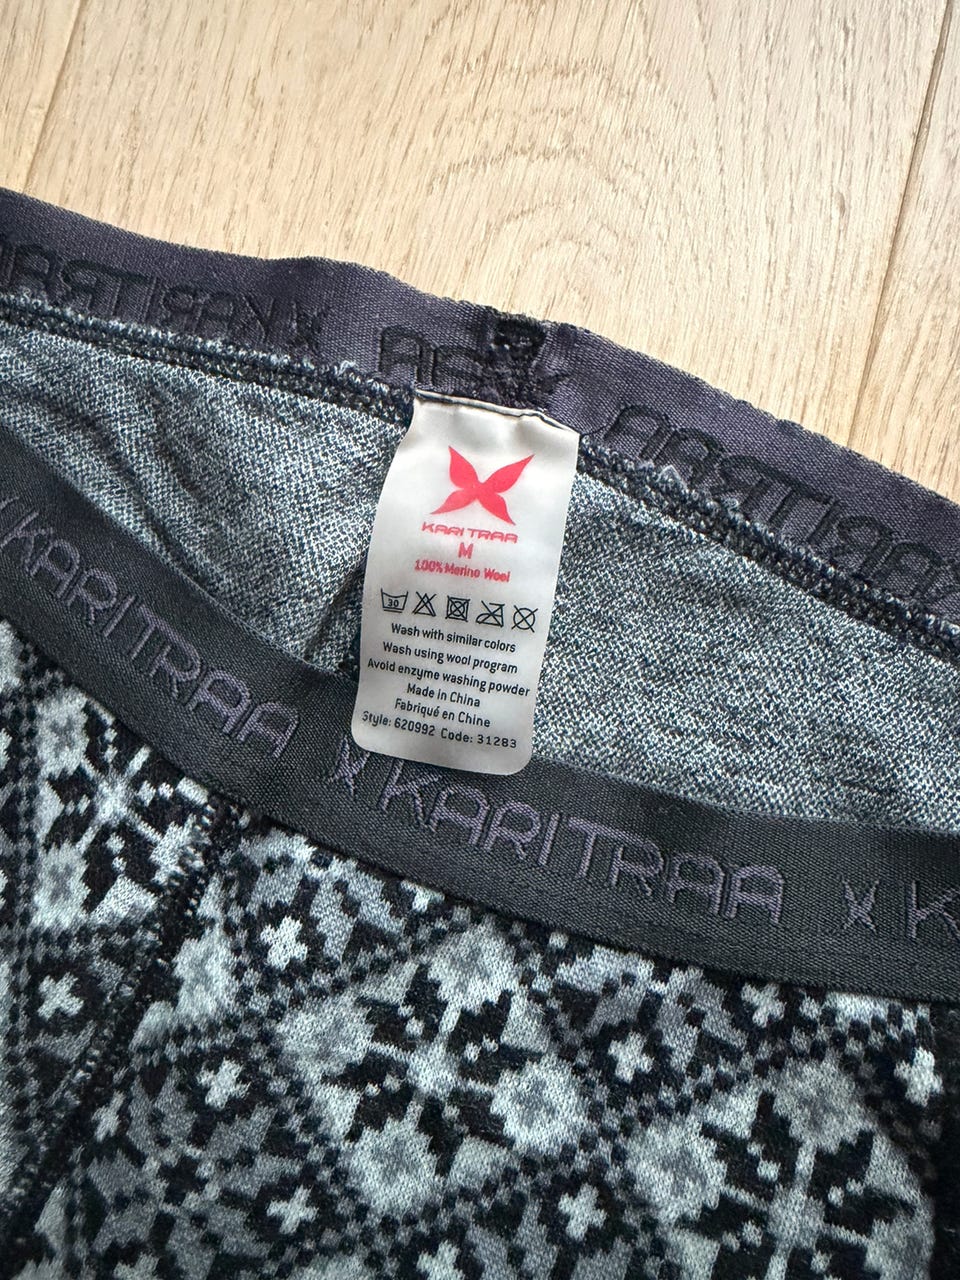 KARI TRAA
KARI TRAA
M
100% Merino Wool
30
Wash with similar colors
Wash using wool program
Avoid enzyme washing powder
Made in China
Fabriqué en Chine
Style: 620992 Code: 31283
KARI TRAA
KARI TRAA